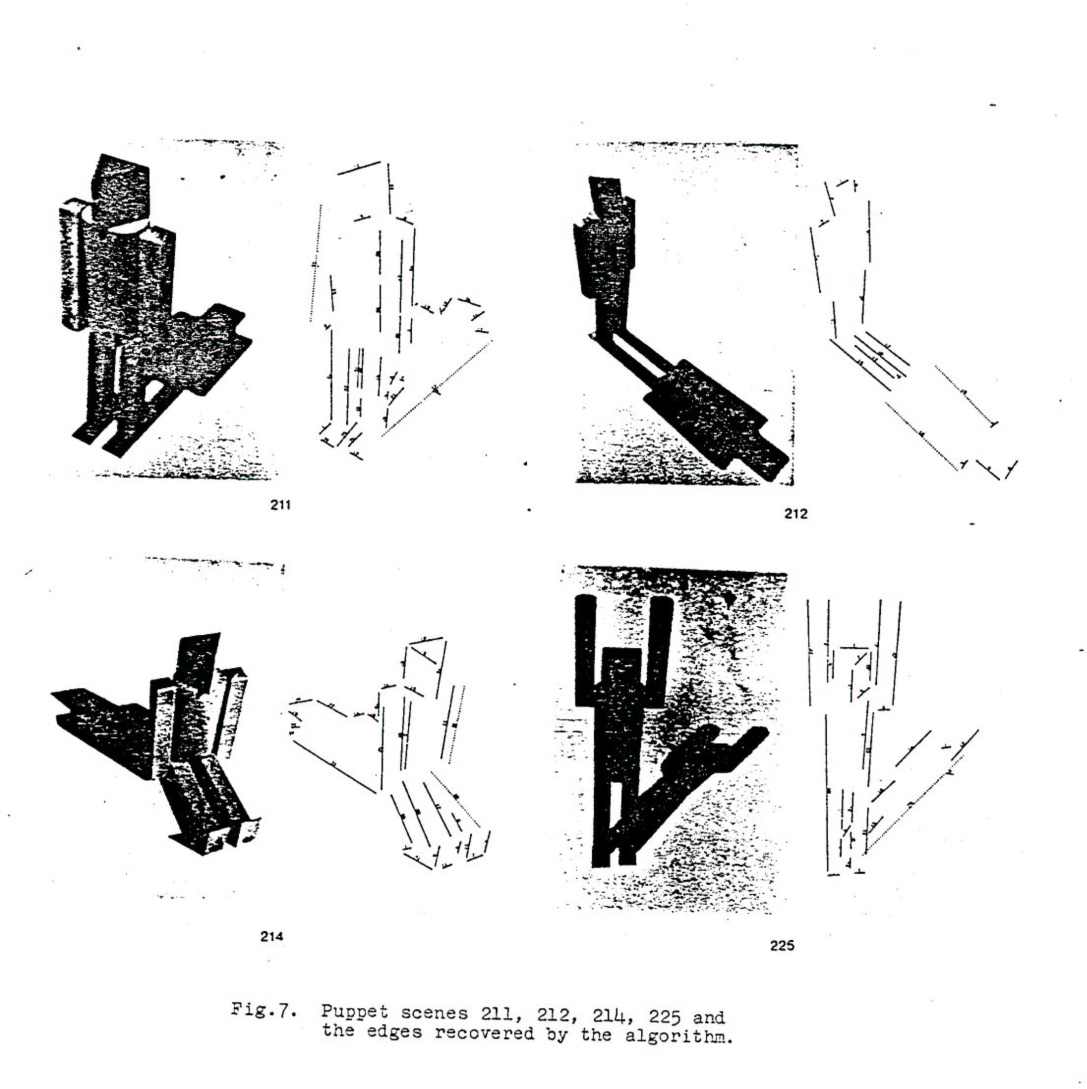 211
212
214
225
Fig.7. Puppet scenes 211, 212, 214, 225 and
the edges recovered by the algorithm.